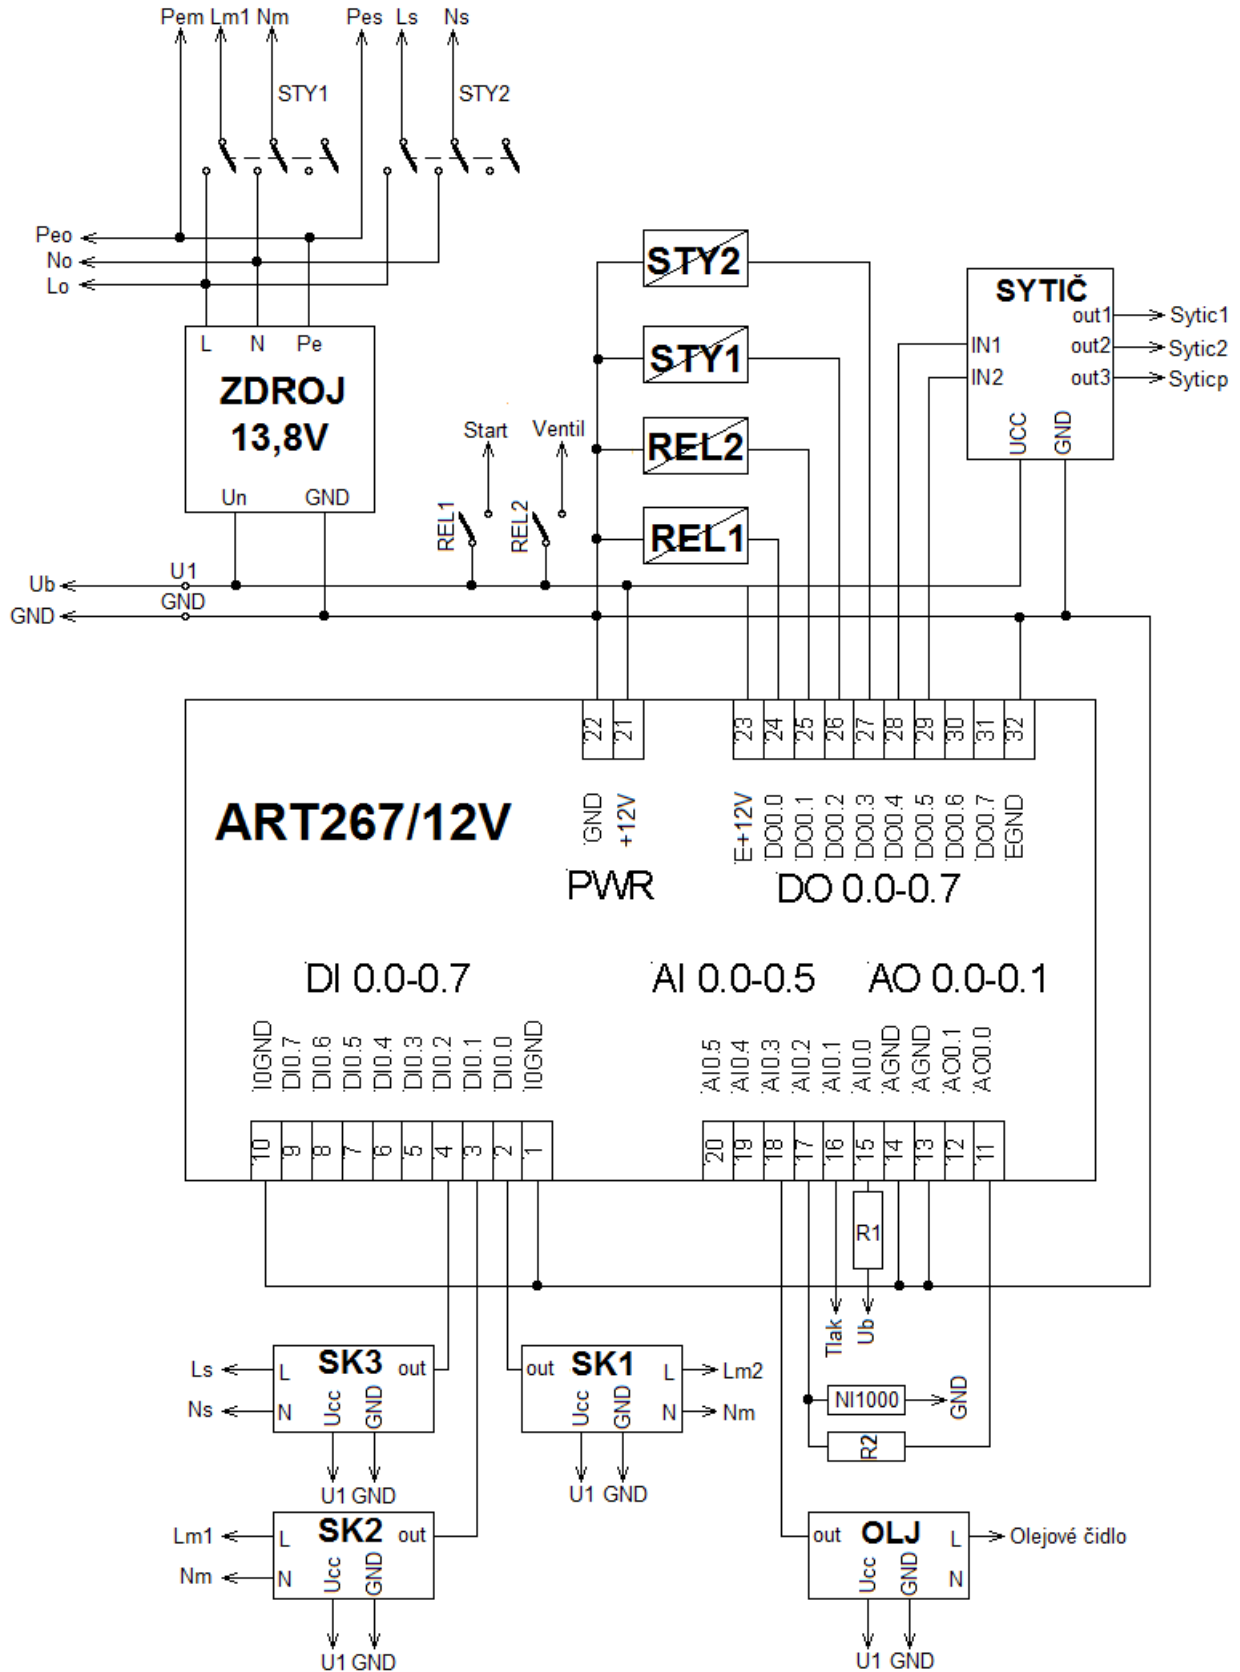 Pem Lm1 Nm Pes Ls Ns
STY1 STY2
Peo
No
Lo
L N Pe
ZDROJ
13,8V
Un GND
STY2
STY1
REL2
REL1
SYTIČ
out1 Sytic1
IN1 out2 Sytic2
IN2 out3 Syticp
UCC GND
Start Ventil
REL1 REL2
Ub U1
GND GND
22 21 23 24 25 26 27 28 29 30 31 32
GND +12V E+12V DO0.0 DO0.1 DO0.2 DO0.3 DO0.4 DO0.5 DO0.6 DO0.7 EGND
ART267/12V
PWR DO 0.0-0.7
DI 0.0-0.7 AI 0.0-0.5 AO 0.0-0.1
I0GND DI0.7 DI0.6 DI0.5 DI0.4 DI0.3 DI0.2 DI0.1 DI0.0 I0GND AI0.5 AI0.4 AI0.3 AI0.2 AI0.1 AI0.0 AGND AGND AO0.1 AO0.0
10 9 8 7 6 5 4 3 2 1 20 19 18 17 16 15 14 13 12 11
R1
Tlak Ub
NI1000 GND
R2
Ls L SK3 out
Ns N Ucc GND
U1 GND
out SK1 L Lm2
Ucc GND N Nm
U1 GND
Lm1 L SK2 out
Nm N Ucc GND
U1 GND
out OLJ L Olejové čidlo
Ucc GND N
U1 GND